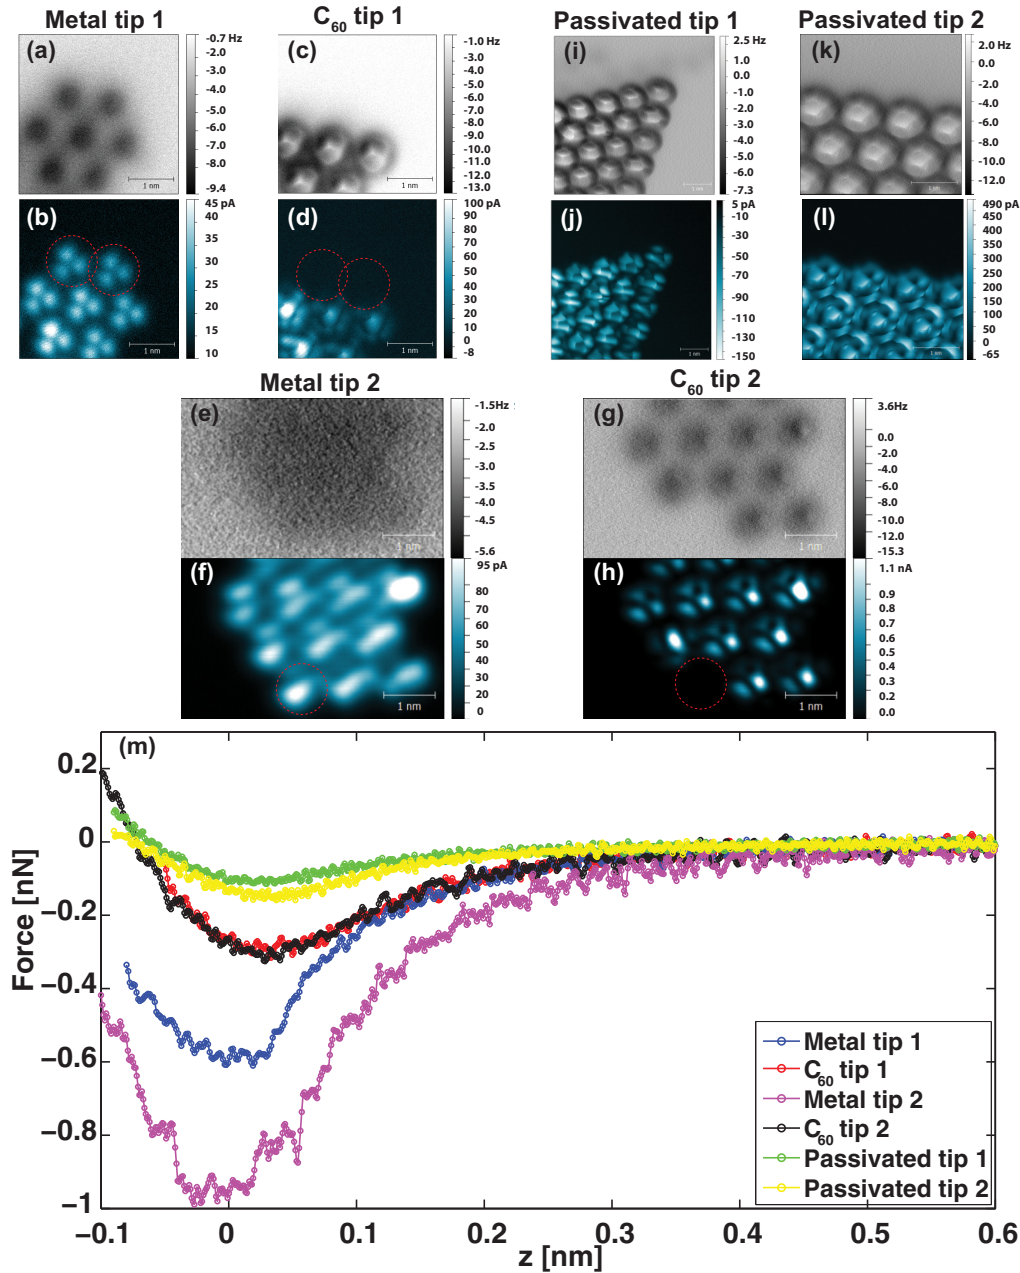 Metal tip 1
C60 tip 1
Passivated tip 1
Passivated tip 2
(a)
1 nm
-0.7 Hz
-2.0
-3.0
-4.0
-5.0
-6.0
-7.0
-8.0
-9.4
(c)
1 nm
-1.0 Hz
-3.0
-4.0
-5.0
-6.0
-7.0
-8.0
-9.0
-10.0
-11.0
-12.0
-13.0
(i)
1 nm
2.5 Hz
1.0
0.0
-1.0
-2.0
-3.0
-4.0
-5.0
-6.0
-7.3
(k)
1 nm
2.0 Hz
0.0
-2.0
-4.0
-6.0
-8.0
-10.0
-13.0
(b)
1 nm
45 pA
40
35
30
25
20
15
10
(d)
1 nm
100 pA
90
80
70
60
50
40
30
20
10
0
-8
(j)
1 nm
5 pA
-10
-30
-50
-70
-90
-110
-130
-150
(l)
1 nm
490 pA
450
400
350
300
250
200
150
100
50
0
-65
Metal tip 2
C60 tip 2
(e)
1 nm
-1.5Hz
-2.0
-2.5
-3.0
-3.5
-4.0
-4.5
-5.6
(g)
1 nm
3.6Hz
0.0
-2.0
-4.0
-6.0
-8.0
-10.0
-12.0
-15.3
(f)
1 nm
95 pA
80
70
60
50
40
30
20
0
(h)
1 nm
1.1 nA
0.9
0.8
0.7
0.6
0.5
0.4
0.3
0.2
0.0
(m)
Force [nN]
0.2
0
−0.2
−0.4
−0.6
−0.8
−1
−0.1
0
0.1
0.2
0.3
0.4
0.5
0.6
z [nm]
Metal tip 1
C60 tip 1
Metal tip 2
C60 tip 2
Passivated tip 1
Passivated tip 2